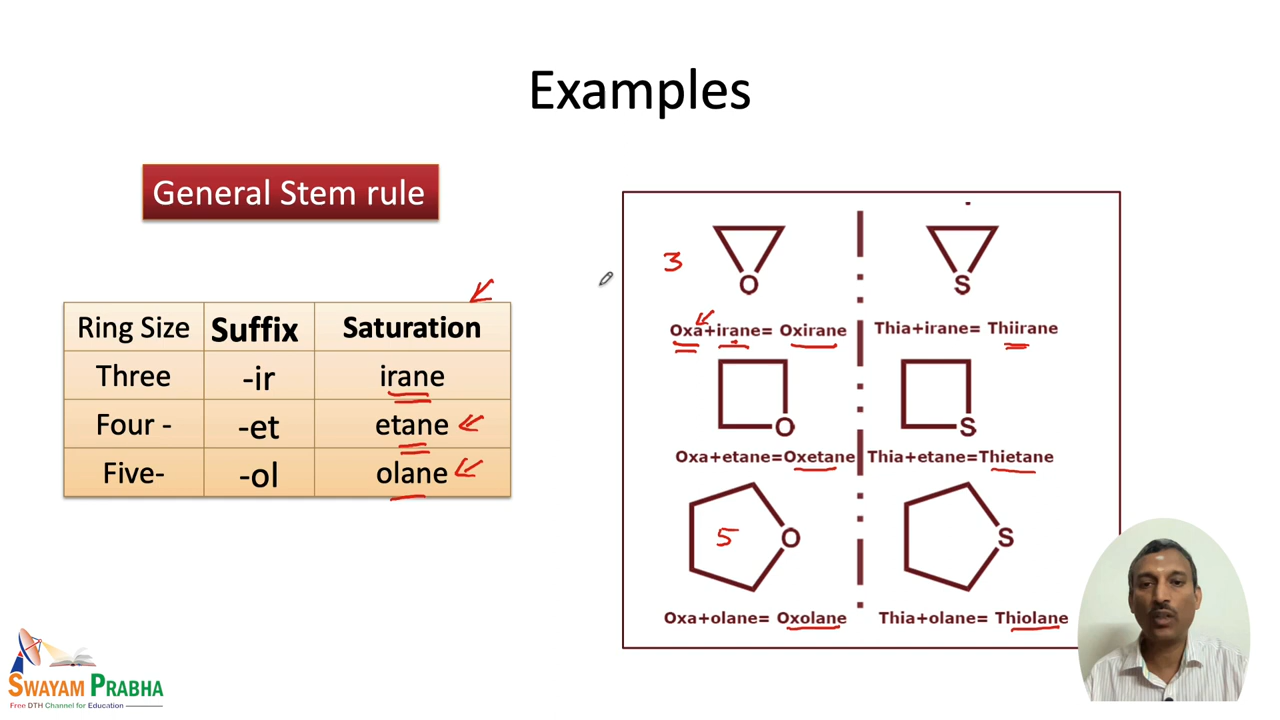 Examples
General Stem rule
Ring Size Suffix Saturation
Three -ir irane
Four - -et etane
Five- -ol olane
3
O S
Oxa+irane= Oxirane Thia+irane= Thiirane
O S
Oxa+etane=Oxetane Thia+etane=Thietane
5 O S
Oxa+olane= Oxolane Thia+olane= Thiolane
SWAYAM PRABHA
Free DTH Channel for Education